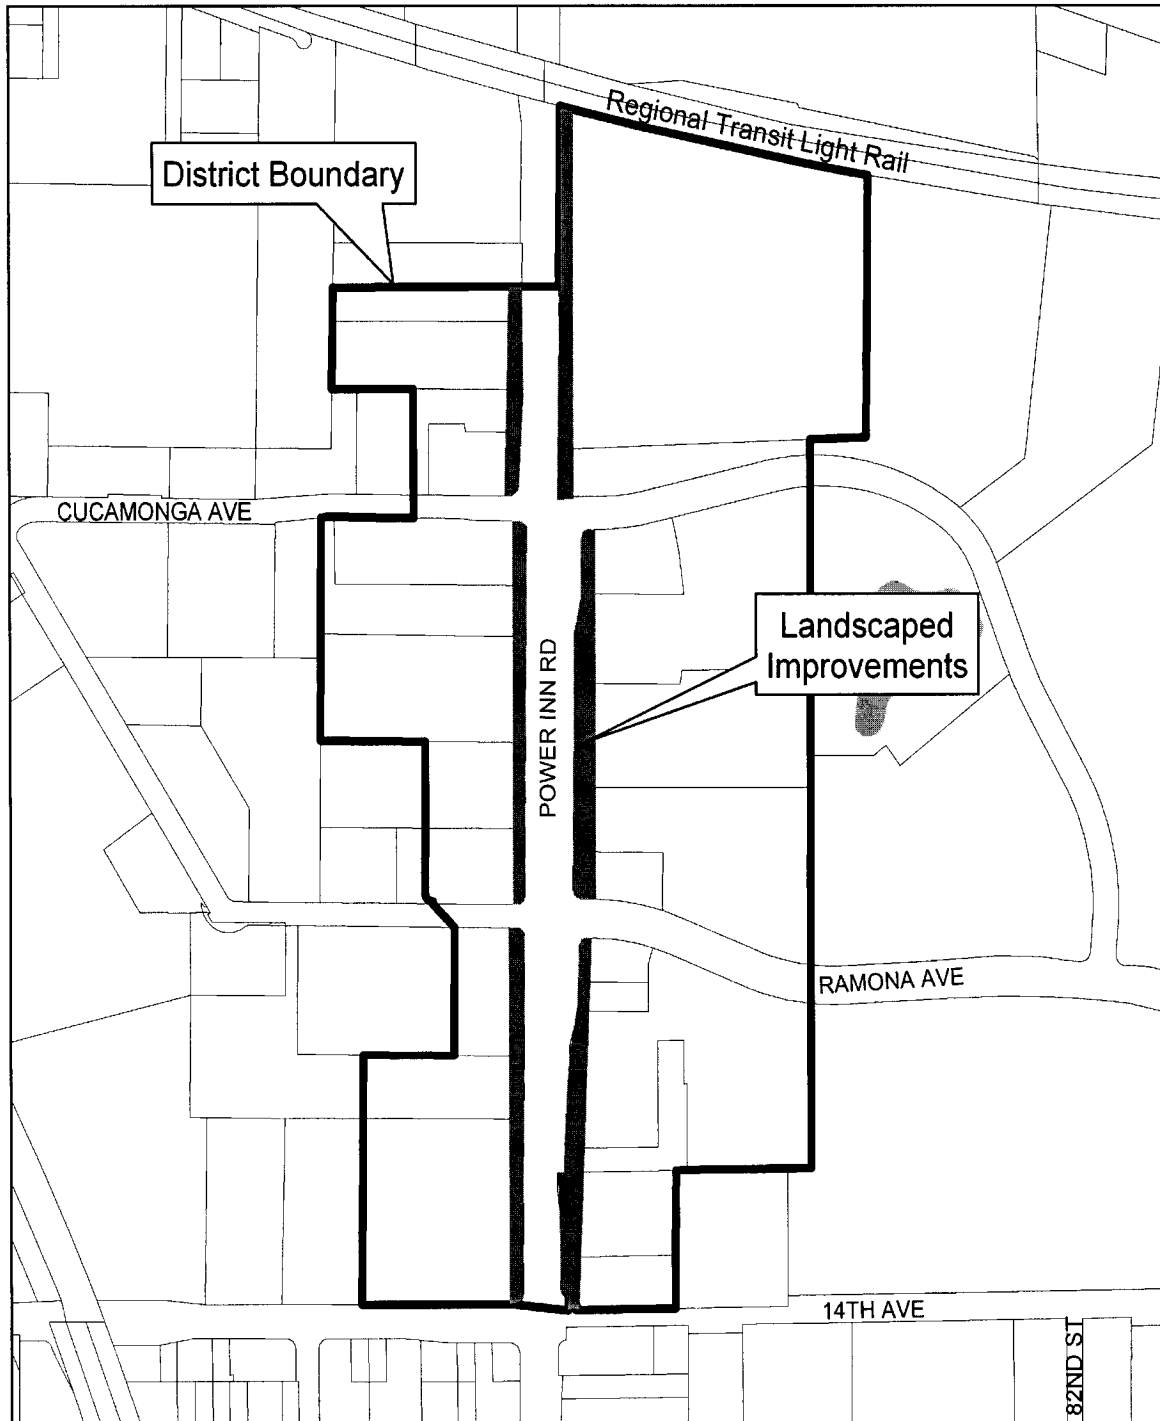 Regional Transit Light Rail
District Boundary
CUCAMONGA AVE
Landscaped
Improvements
POWER INN RD
RAMONA AVE
14TH AVE
82ND ST